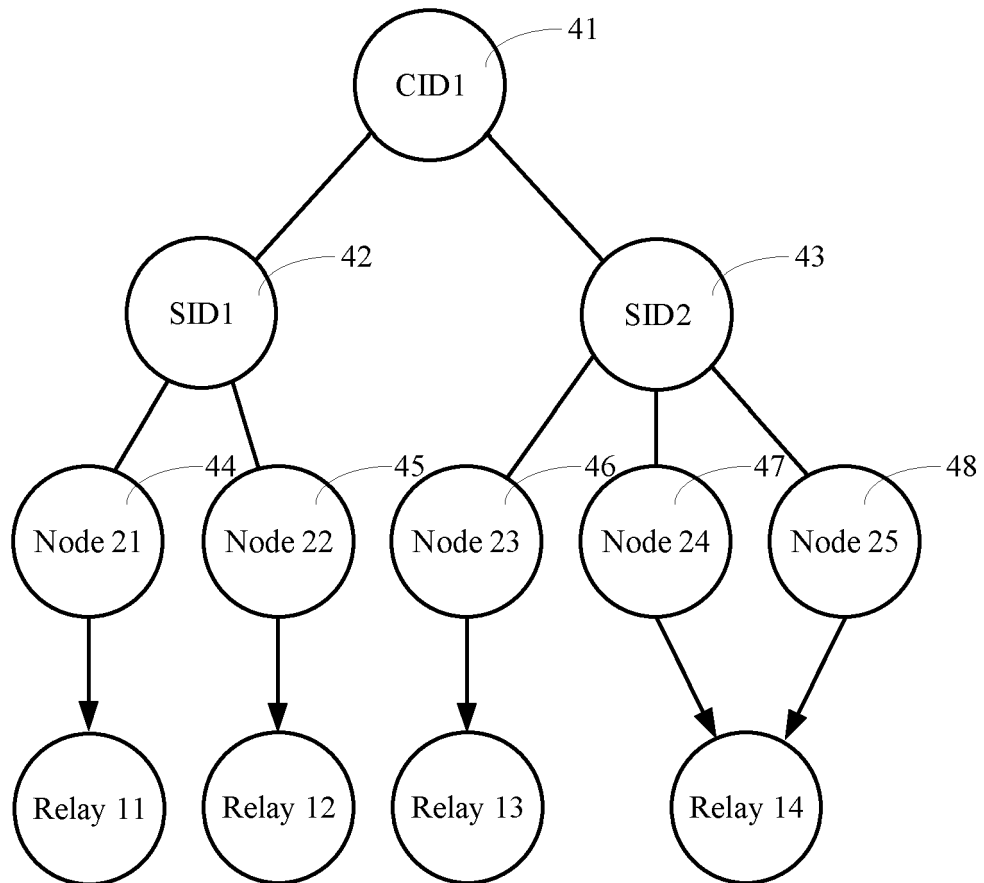 41
CID1
42
43
SID1
SID2
44
45
46
47
48
Node 21
Node 22
Node 23
Node 24
Node 25
Relay 11
Relay 12
Relay 13
Relay 14